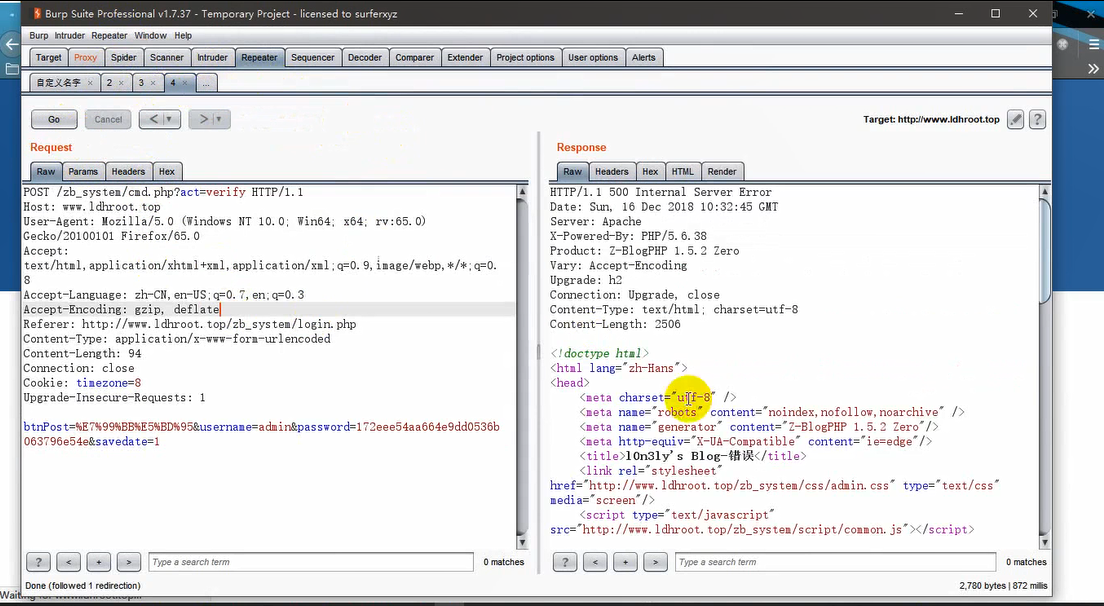 Burp Suite Professional v1.7.37 - Temporary Project - licensed to surferxyz
Burp Intruder Repeater Window Help
Target Proxy Spider Scanner Intruder Repeater Sequencer Decoder Comparer Extender Project options User options Alerts
自定义名字 × 2 × 3 × 4 × ...
Go Cancel < > Target: http://www.ldhroot.top ?
Request
Raw Params Headers Hex
POST /zb_system/cmd.php?act=verify HTTP/1.1
Host: www.ldhroot.top
User-Agent: Mozilla/5.0 (Windows NT 10.0; Win64; x64; rv:65.0)
Gecko/20100101 Firefox/65.0
Accept:
text/html,application/xhtml+xml,application/xml;q=0.9,image/webp,*/*;q=0.
8
Accept-Language: zh-CN,en-US;q=0.7,en;q=0.3
Accept-Encoding: gzip, deflate
Referer: http://www.ldhroot.top/zb_system/login.php
Content-Type: application/x-www-form-urlencoded
Content-Length: 94
Connection: close
Cookie: timezone=8
Upgrade-Insecure-Requests: 1
btnPost=%E7%99%BB%E5%BD%95&username=admin&password=172eee54aa664e9dd0536b
063796e54e&savedate=1
? < + > Type a search term 0 matches
Response
Raw Headers Hex HTML Render
HTTP/1.1 500 Internal Server Error
Date: Sun, 16 Dec 2018 10:32:45 GMT
Server: Apache
X-Powered-By: PHP/5.6.38
Product: Z-BlogPHP 1.5.2 Zero
Vary: Accept-Encoding
Upgrade: h2
Connection: Upgrade, close
Content-Type: text/html; charset=utf-8
Content-Length: 2506
<!doctype html>
<html lang="zh-Hans">
<head>
<meta charset="utf-8" />
<meta name="robots" content="noindex,nofollow,noarchive" />
<meta name="generator" content="Z-BlogPHP 1.5.2 Zero"/>
<meta http-equiv="X-UA-Compatible" content="ie=edge"/>
<title>l0n3ly's Blog-错误</title>
<link rel="stylesheet"
href="http://www.ldhroot.top/zb_system/css/admin.css" type="text/css"
media="screen"/>
<script type="text/javascript"
src="http://www.ldhroot.top/zb_system/script/common.js"></script>
? < + > Type a search term 0 matches
Done (followed 1 redirection) 2,780 bytes | 872 millis